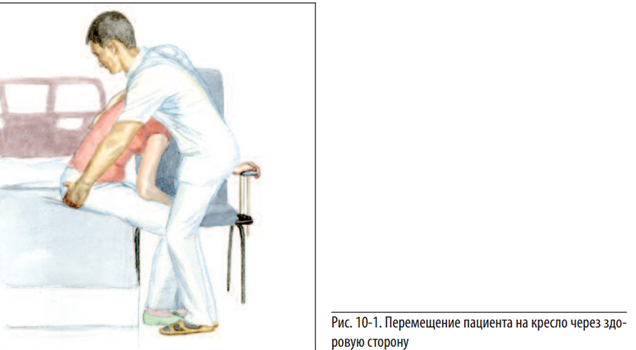 Рис. 10-1. Перемещение пациента на кресло через здо-
ровую сторону